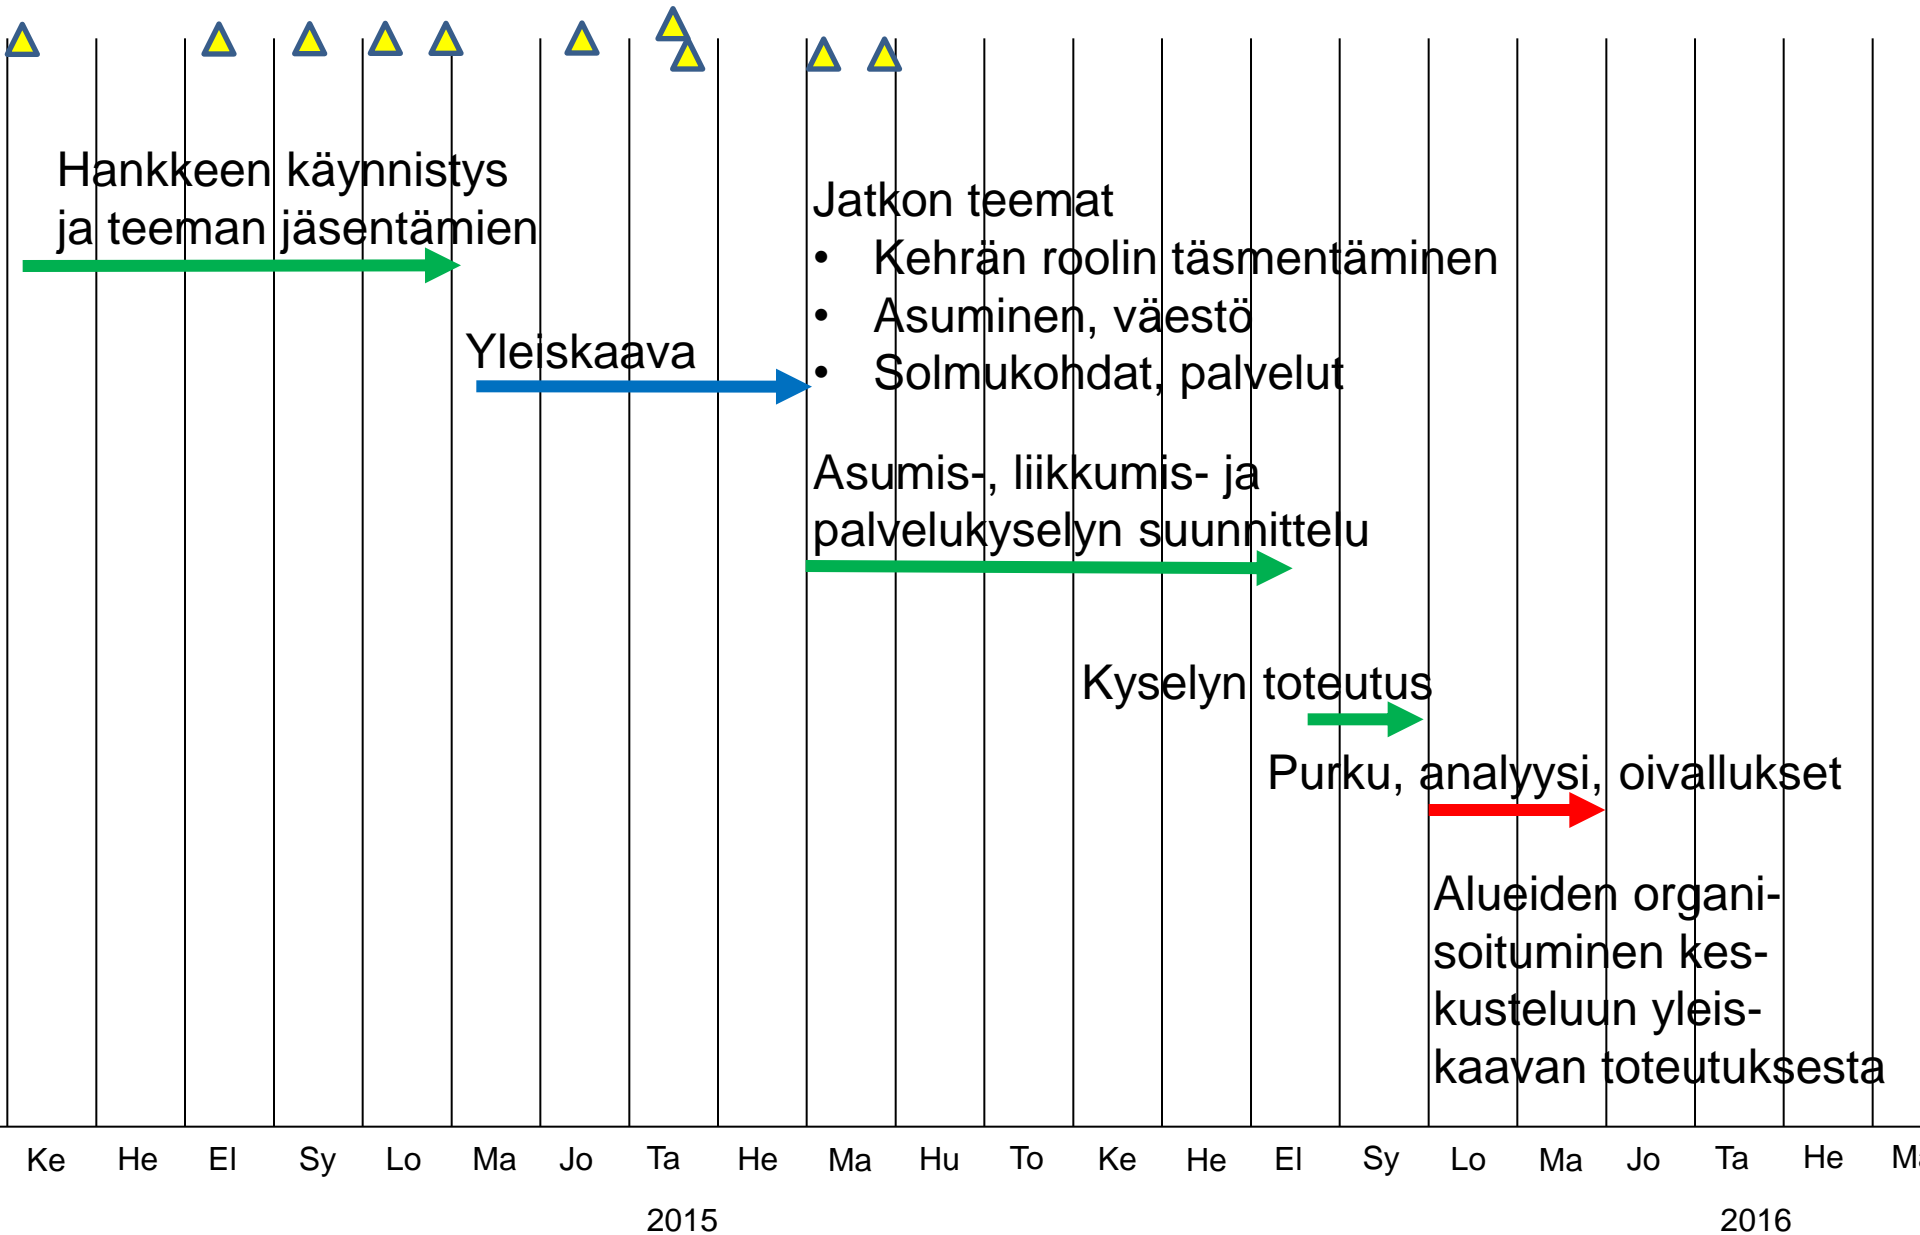 Hankkeen käynnistys
ja teeman jäsentämien
Jatkon teemat
• Kehrän roolin täsmentäminen
• Asuminen, väestö
• Solmukohdat, palvelut
Yleiskaava
Asumis-, liikkumis- ja
palvelukyselyn suunnittelu
Kyselyn toteutus
Purku, analyysi, oivallukset
Alueiden organi-
soituminen kes-
kusteluun yleis-
kaavan toteutuksesta
Ke He El Sy Lo Ma Jo Ta He Ma Hu To Ke He El Sy Lo Ma Jo Ta He Ma
2015 2016